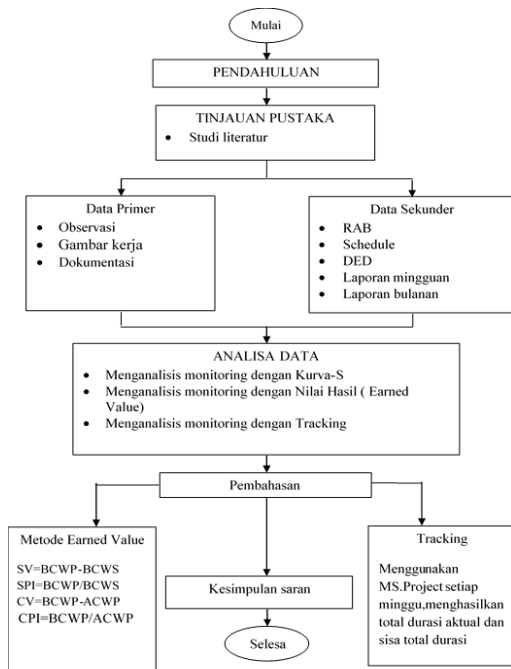 Mulai
PENDAHULUAN
TINJAUAN PUSTAKA
• Studi literatur
Data Primer
• Observasi
• Gambar kerja
• Dokumentasi
Data Sekunder
• RAB
• Schedule
• DED
• Laporan mingguan
• Laporan bulanan
ANALISA DATA
• Menganalisis monitoring dengan Kurva-S
• Menganalisis monitoring dengan Nilai Hasil ( Earned
Value)
• Menganalisis monitoring dengan Tracking
Pembahasan
Metode Earned Value
SV=BCWP-BCWS
SPI=BCWP/BCWS
CV=BCWP-ACWP
CPI=BCWP/ACWP
Kesimpulan saran
Selesa
Tracking
Menggunakan
MS.Project setiap
minggu,menghasilkan
total durasi aktual dan
sisa total durasi